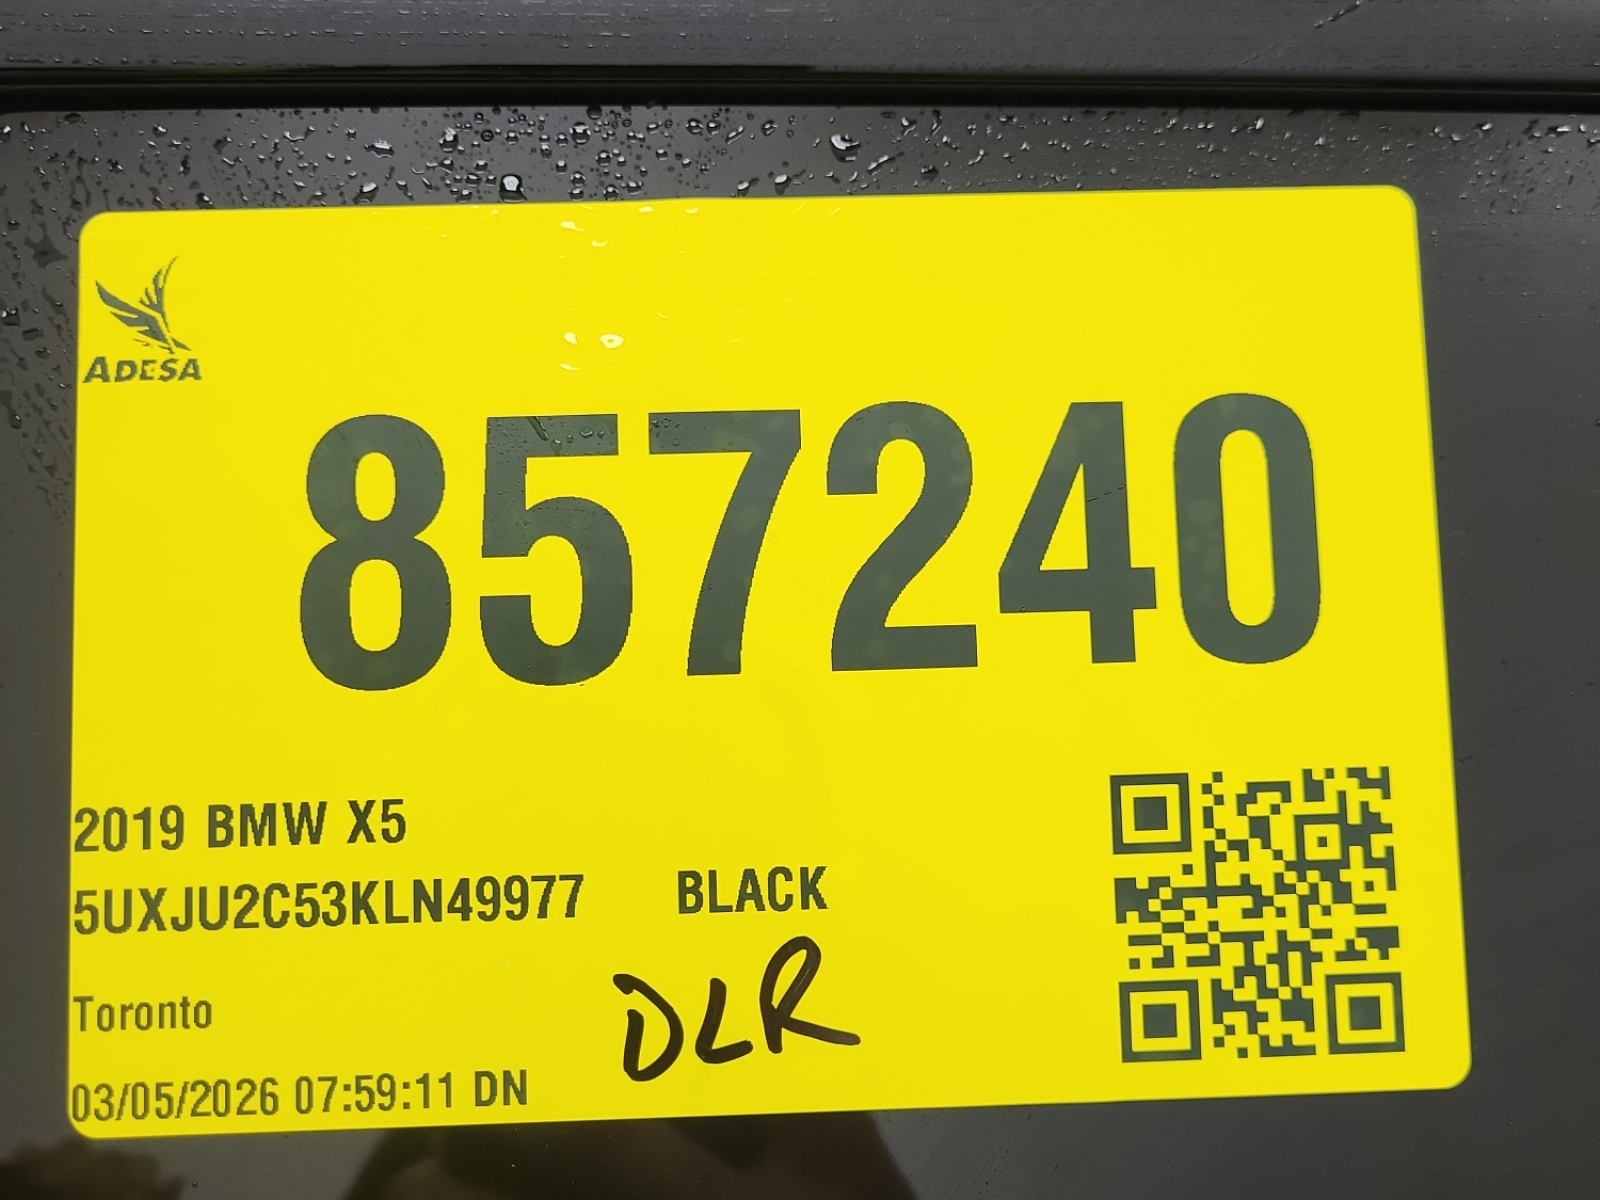 ADESA
857240
2019 BMW X5
5UXJU2C53KLN49977 BLACK
DLR
Toronto
03/05/2026 07:59:11 DN